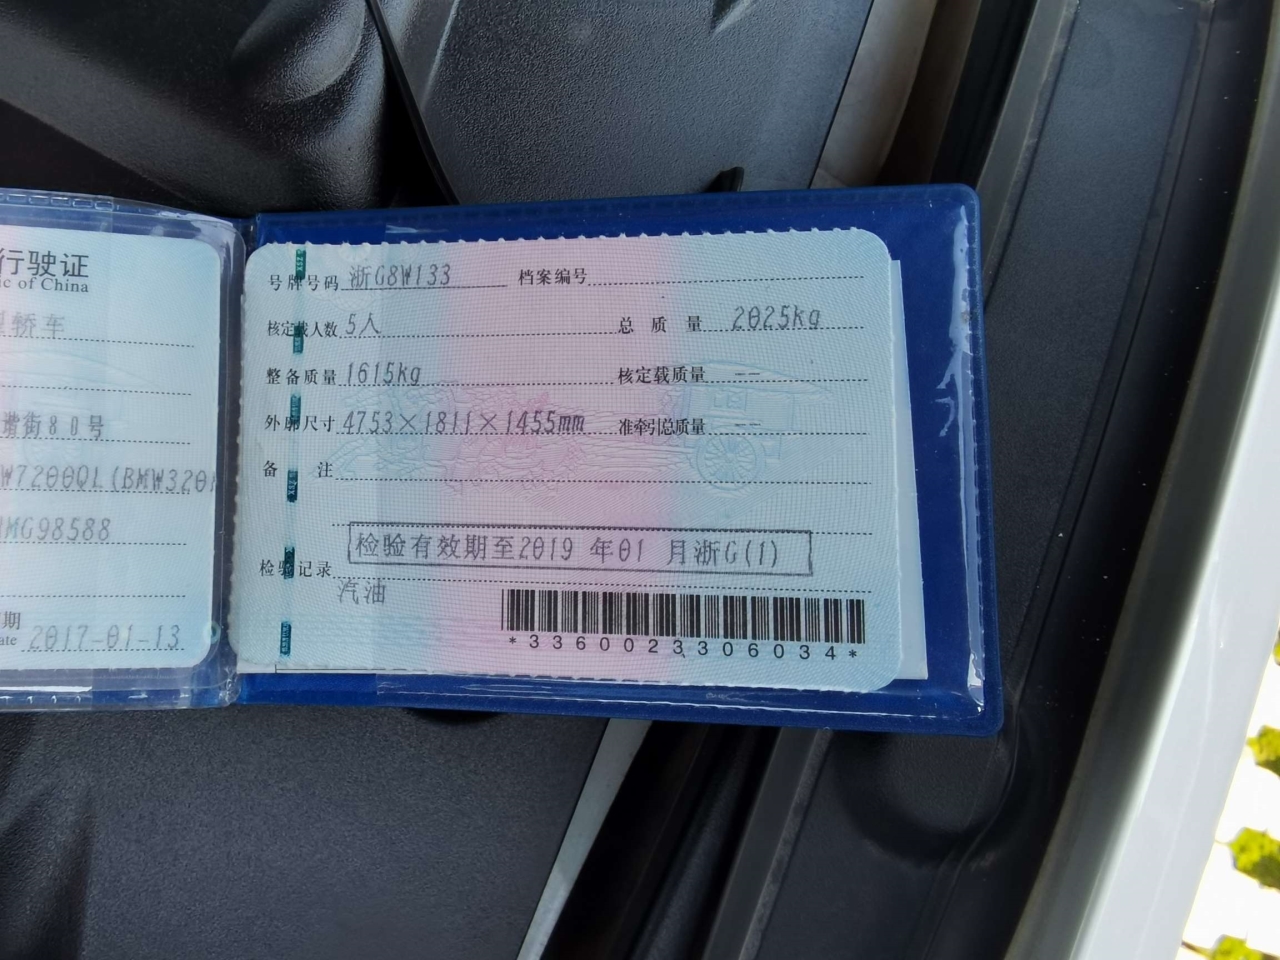 行驶证
ic of China
轿车
街80号
W7200QL(BMW320
MG98588
期
ate 2017-01-13
号牌号码 浙G8W133 档案编号
核定载人数 5人 总质量 2025kg
整备质量 1615kg 核定载质量 --
外廓尺寸 4753×1811×1455mm 准牵引总质量 --
备注
检验有效期至2019 年01 月浙G(1)
检验记录
汽油
*3360023306034*